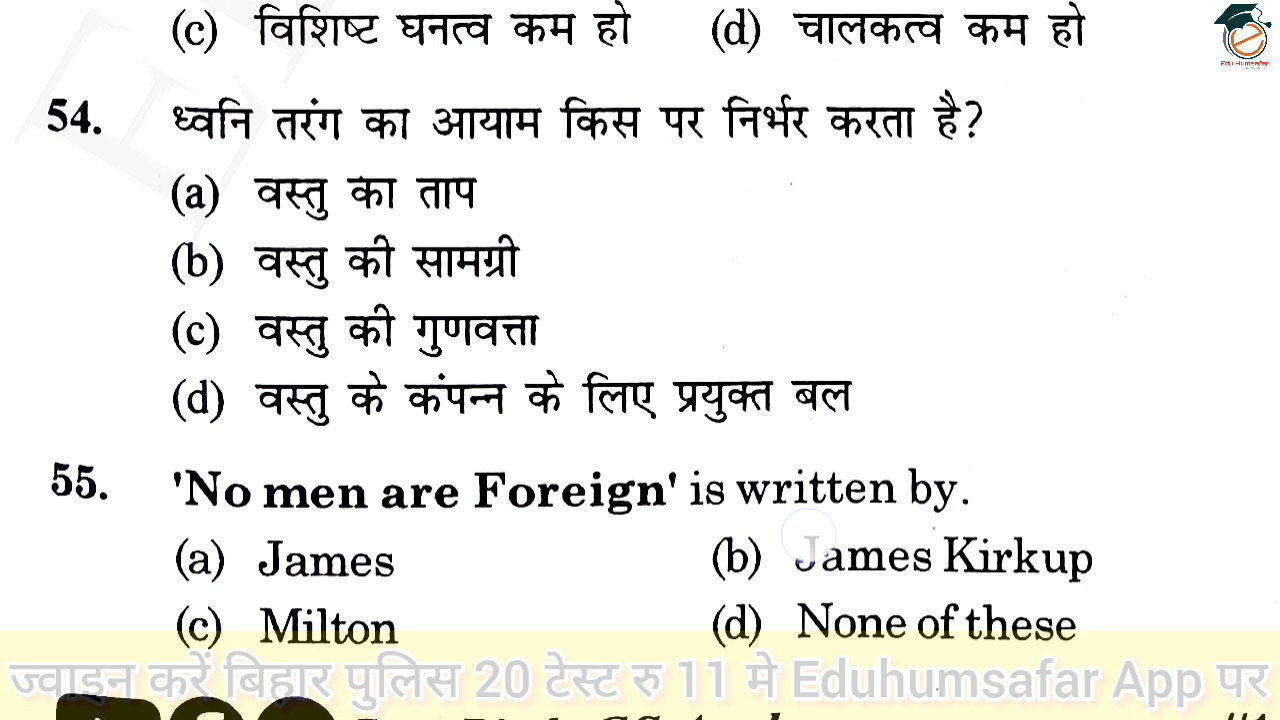 (c) विशिष्ट घनत्व कम हो (d) चालकत्व कम हो
Edu Humsafar
54. ध्वनि तरंग का आयाम किस पर निर्भर करता है?
(a) वस्तु का ताप
(b) वस्तु की सामग्री
(c) वस्तु की गुणवत्ता
(d) वस्तु के कंपन्न के लिए प्रयुक्त बल
55. 'No men are Foreign' is written by.
(a) James (b) James Kirkup
(c) Milton (d) None of these
ज्वाइन करें बिहार पुलिस 20 टेस्ट रु 11 मे Eduhumsafar App पर